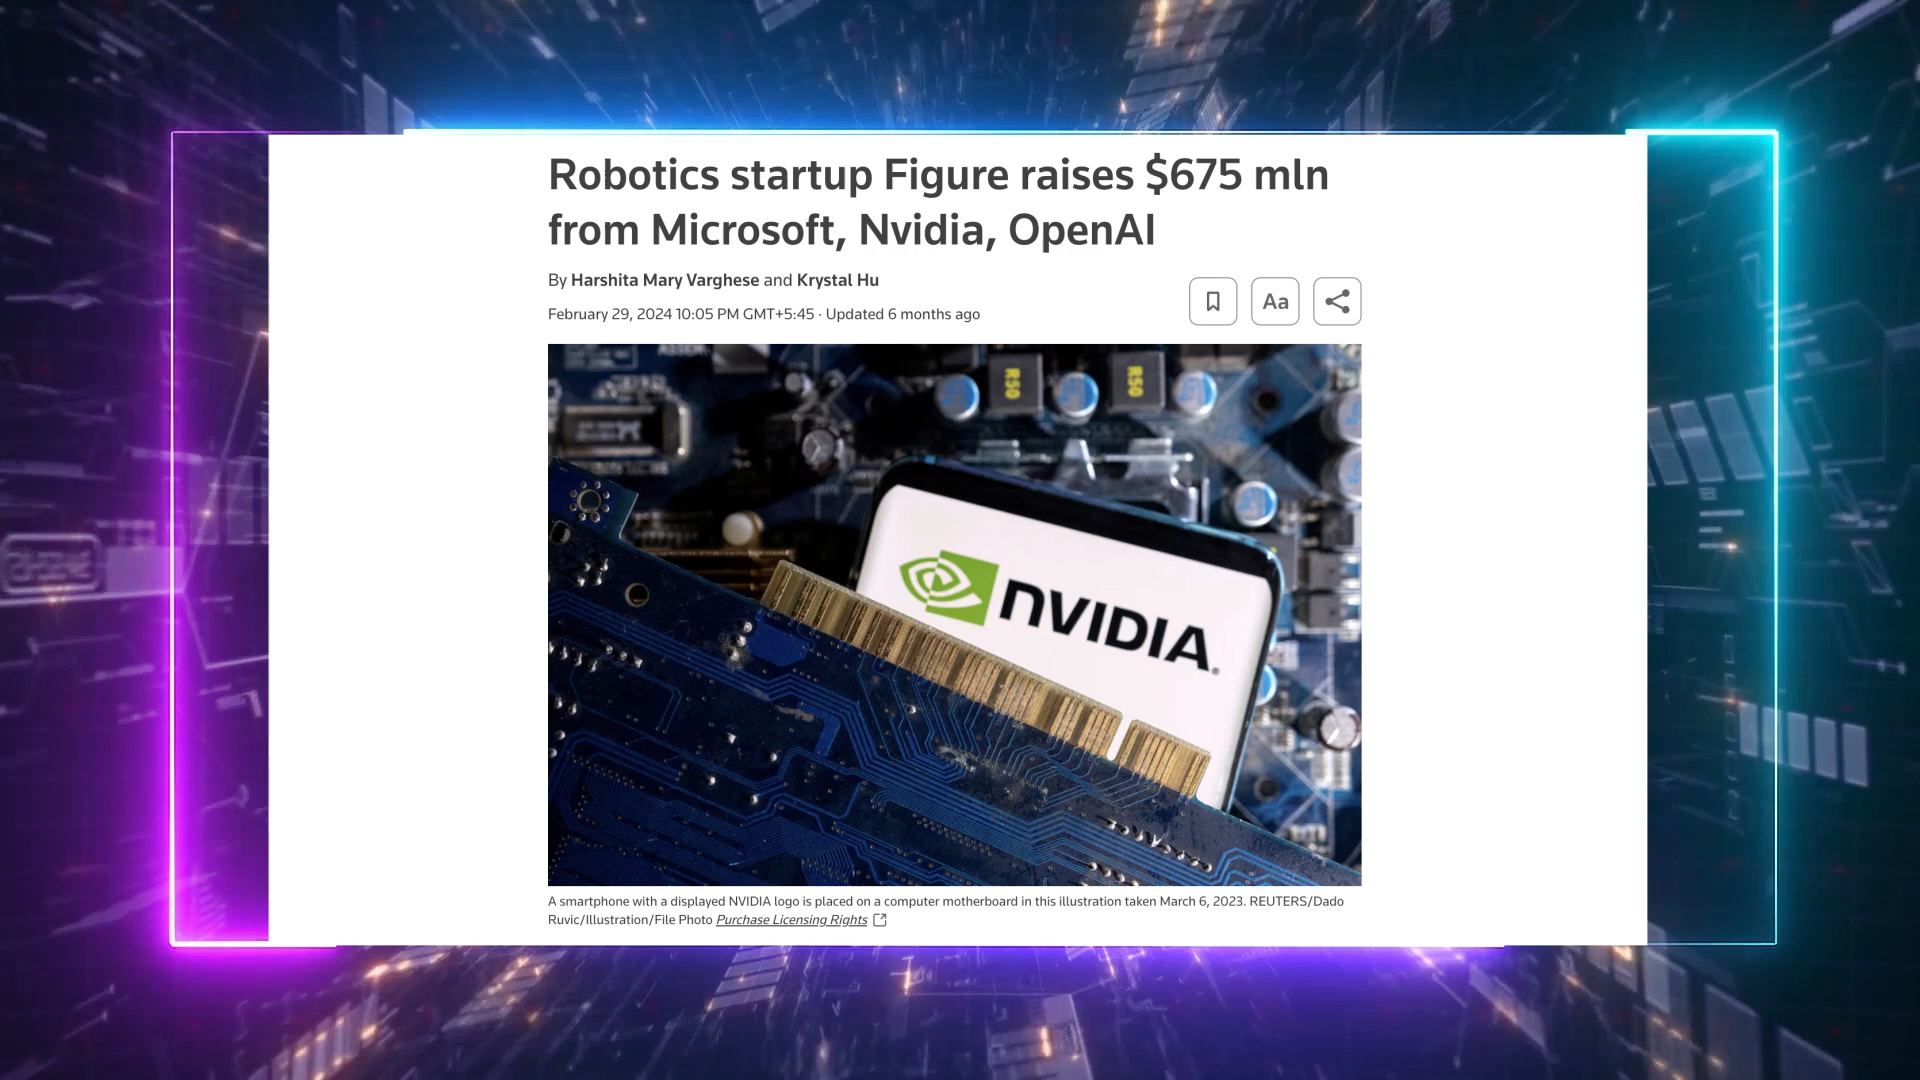 Robotics startup Figure raises $675 mln
from Microsoft, Nvidia, OpenAI
By Harshita Mary Varghese and Krystal Hu
February 29, 2024 10:05 PM GMT+5:45 · Updated 6 months ago
Aa
R50
R50
NVIDIA
A smartphone with a displayed NVIDIA logo is placed on a computer motherboard in this illustration taken March 6, 2023. REUTERS/Dado
Ruvic/Illustration/File Photo Purchase Licensing Rights